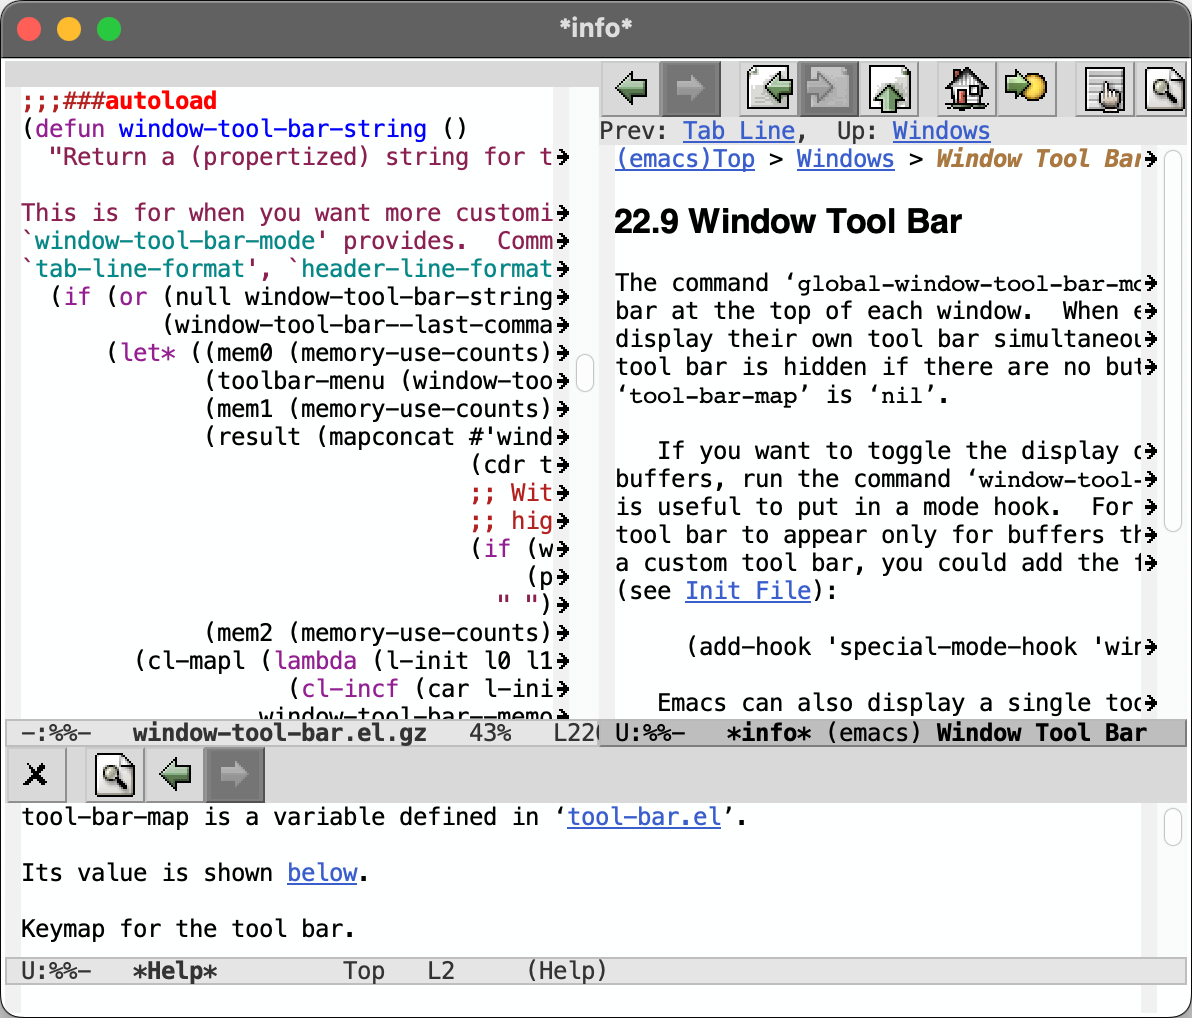 *info*
;;;###autoload
(defun window-tool-bar-string ()
  "Return a (propertized) string for t
This is for when you want more customi
`window-tool-bar-mode' provides.  Comm
`tab-line-format', `header-line-format
  (if (or (null window-tool-bar-string
          (window-tool-bar--last-comma
      (let* ((mem0 (memory-use-counts)
             (toolbar-menu (window-too
             (mem1 (memory-use-counts)
             (result (mapconcat #'wind
                                (cdr t
                                ;; Wit
                                ;; hig
                                (if (w
                                    (p
                                  " ")
             (mem2 (memory-use-counts)
        (cl-mapl (lambda (l-init l0 l1
                   (cl-incf (car l-ini
                 window-tool-bar--memo
-:%%-   window-tool-bar.el.gz   43%   L220
Prev: Tab Line,  Up: Windows
(emacs)Top > Windows > Window Tool Bar
22.9 Window Tool Bar
The command ‘global-window-tool-bar-mo
bar at the top of each window.  When e
display their own tool bar simultaneou
tool bar is hidden if there are no but
‘tool-bar-map’ is ‘nil’.
   If you want to toggle the display o
buffers, run the command ‘window-tool-
is useful to put in a mode hook.  For
tool bar to appear only for buffers th
a custom tool bar, you could add the f
(see Init File):
     (add-hook 'special-mode-hook 'win
   Emacs can also display a single too
U:%%-   *info* (emacs) Window Tool Bar
tool-bar-map is a variable defined in ‘tool-bar.el’.
Its value is shown below.
Keymap for the tool bar.
U:%%-   *Help*         Top   L2     (Help)